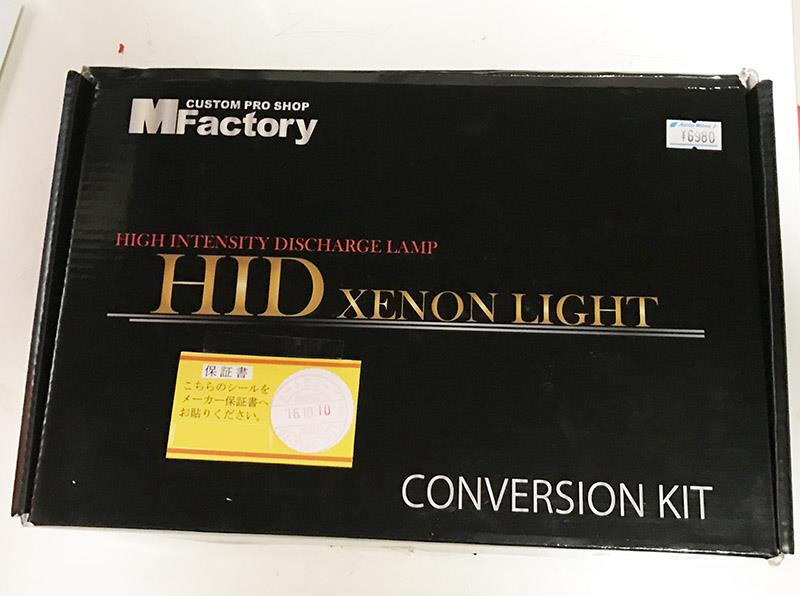 CUSTOM PRO SHOP
MFactory
¥6980
HIGH INTENSITY DISCHARGE LAMP
HID XENON LIGHT
保証書
こちらのシールを
メーカー保証書へ
お貼りください。
16.10.10
CONVERSION KIT